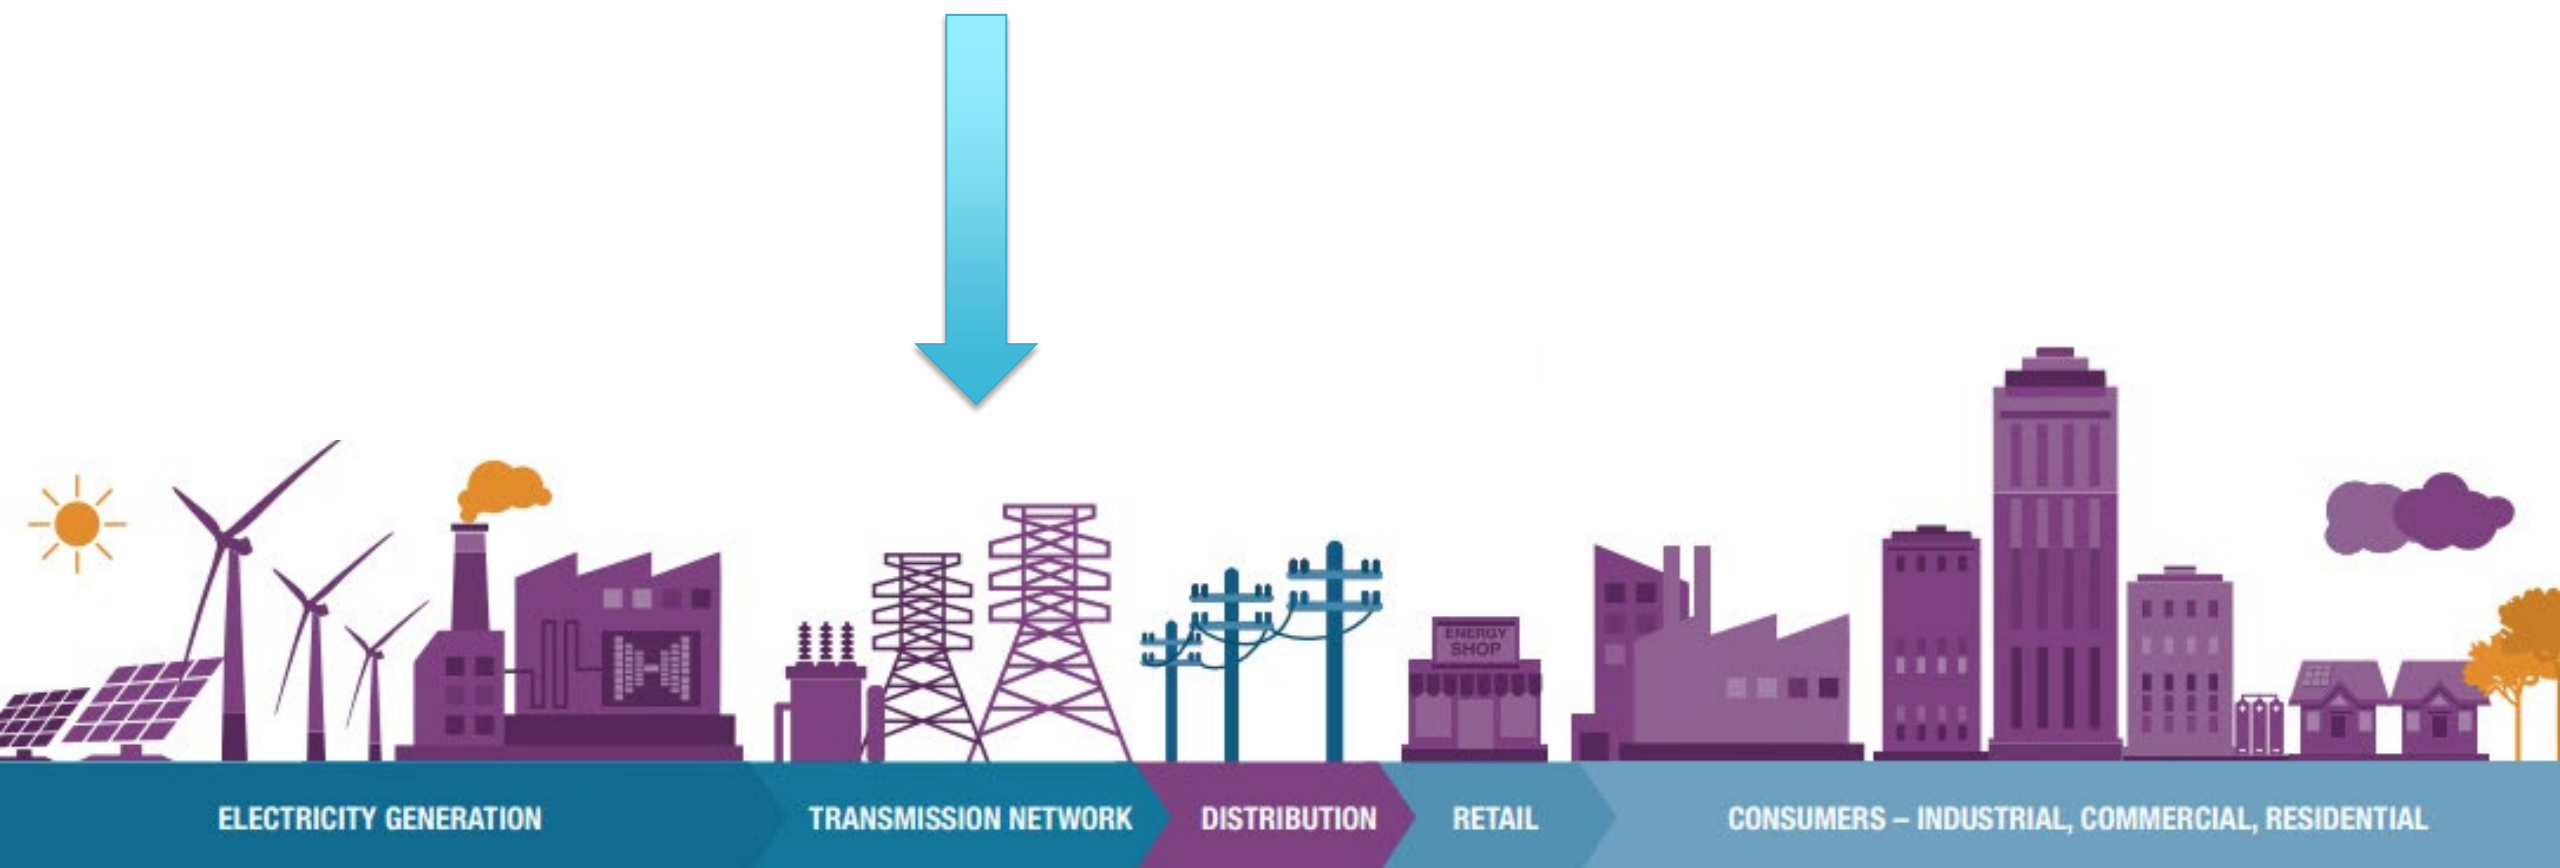 ENERGY
SHOP
ELECTRICITY GENERATION
TRANSMISSION NETWORK
DISTRIBUTION
RETAIL
CONSUMERS – INDUSTRIAL, COMMERCIAL, RESIDENTIAL